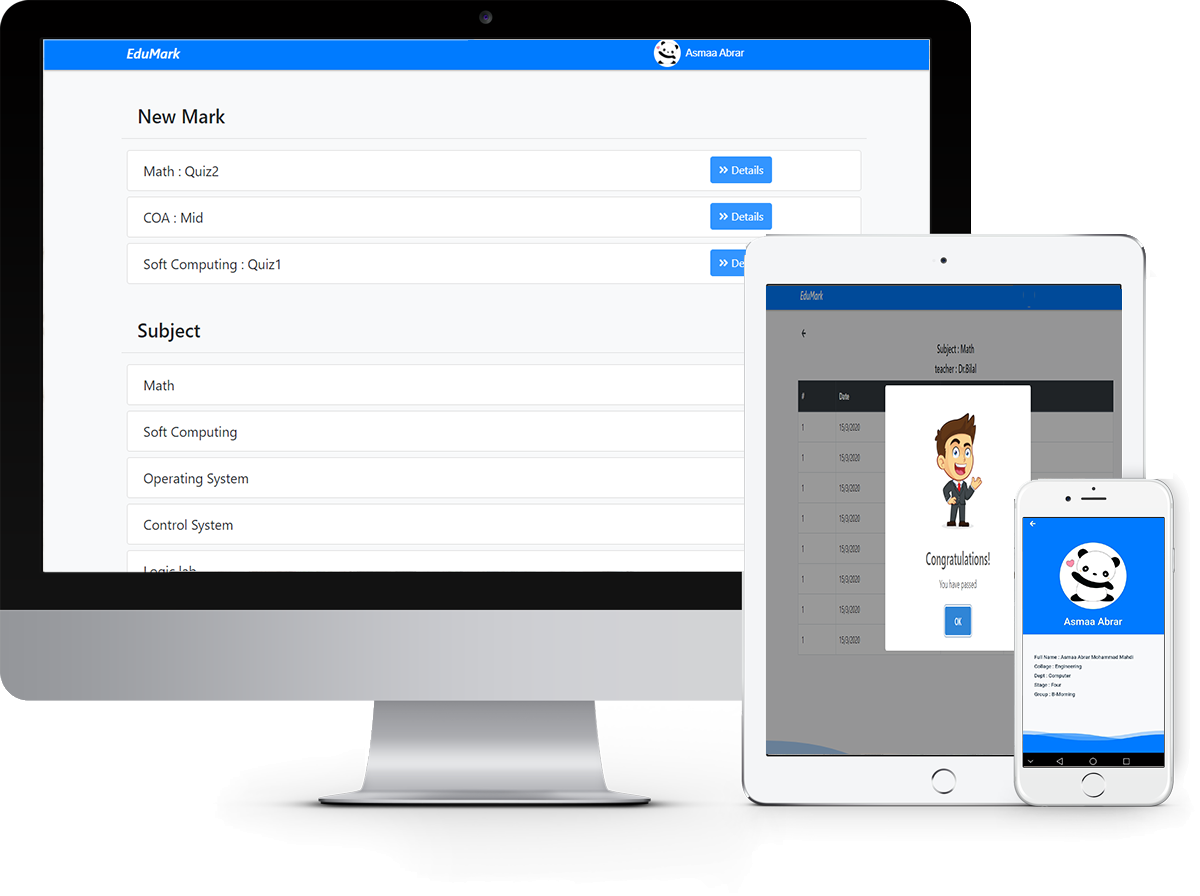 EduMark
Asmaa Abrar
New Mark
Math : Quiz2
Details
COA : Mid
Details
Soft Computing : Quiz1
De
Subject
Math
Soft Computing
Operating System
Control System
Logic lab
EduMark
Subject : Math
teacher : Dr.Bilal
# Date
1 15/3/2020
1 15/3/2020
1 15/3/2020
1 15/3/2020
1 15/3/2020
1 15/3/2020
1 15/3/2020
1 15/3/2020
Congratulations!
You have passed
OK
Asmaa Abrar
Full Name : Asmaa Abrar Mohammad Mahdi
Collage : Engineering
Dept : Computer
Stage : Four
Group : B-Morning